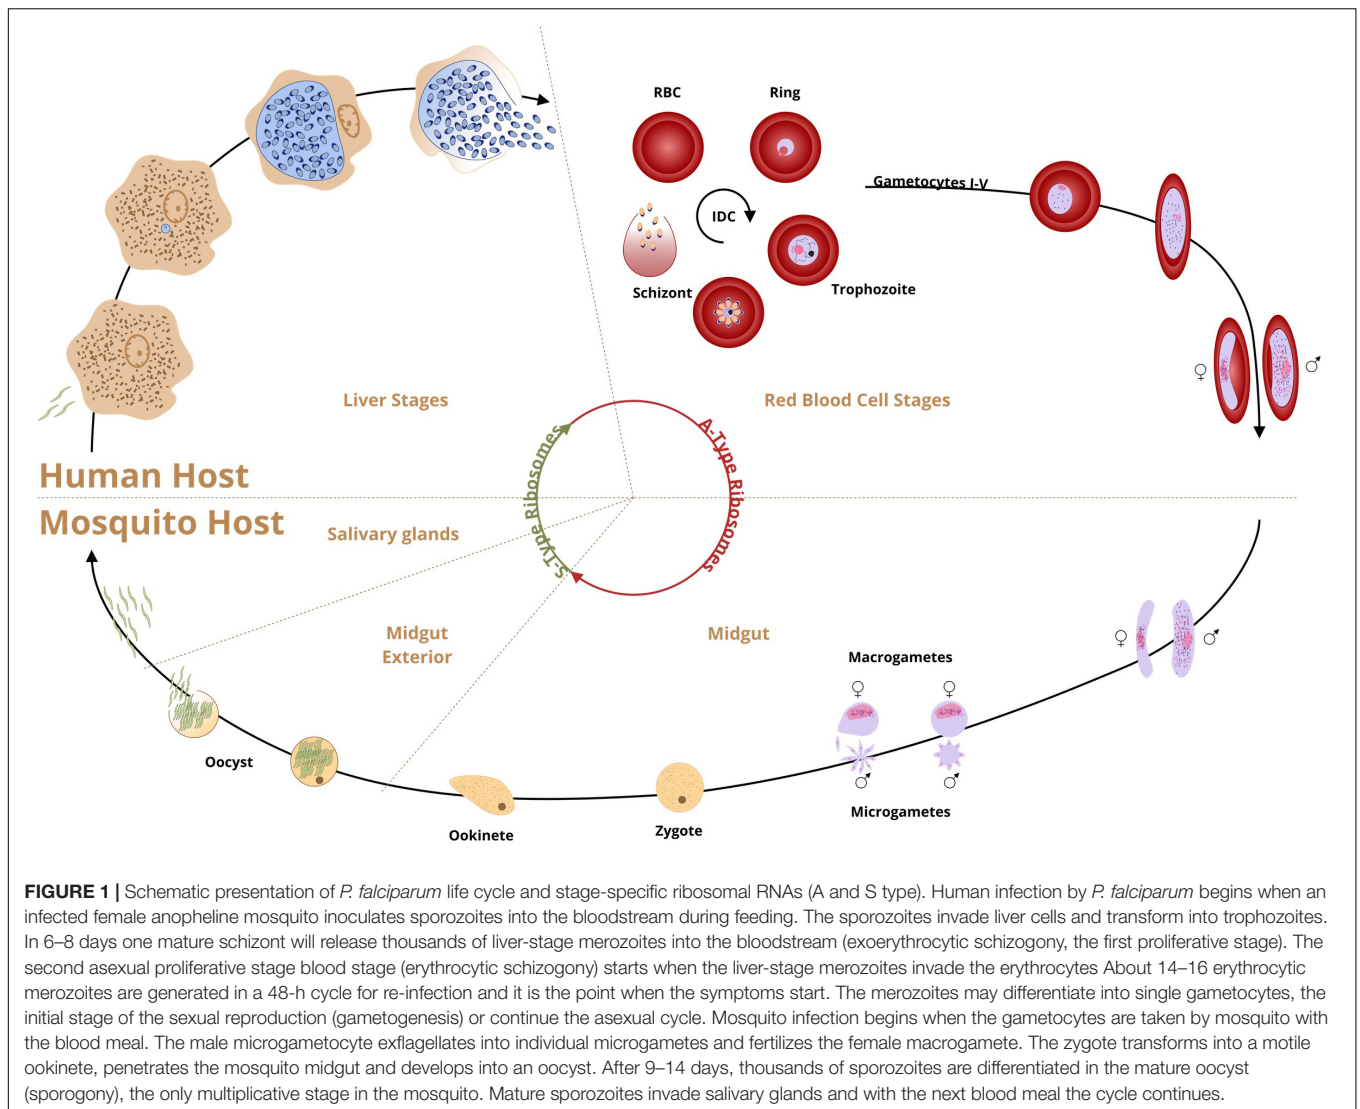 RBC
Ring
Gametocytes I-V
IDC
Schizont
Trophozoite
♀
♂
Liver Stages
Red Blood Cell Stages
S-Type Ribosomes
A-Type Ribosomes
Human Host
Mosquito Host
Salivary glands
Midgut
Exterior
Midgut
♀
♂
Macrogametes
♀
♀
♂
♂
Microgametes
Oocyst
Ookinete
Zygote
FIGURE 1 | Schematic presentation of P. falciparum life cycle and stage-specific ribosomal RNAs (A and S type). Human infection by P. falciparum begins when an
infected female anopheline mosquito inoculates sporozoites into the bloodstream during feeding. The sporozoites invade liver cells and transform into trophozoites.
In 6–8 days one mature schizont will release thousands of liver-stage merozoites into the bloodstream (exoerythrocytic schizogony, the first proliferative stage). The
second asexual proliferative stage blood stage (erythrocytic schizogony) starts when the liver-stage merozoites invade the erythrocytes About 14–16 erythrocytic
merozoites are generated in a 48-h cycle for re-infection and it is the point when the symptoms start. The merozoites may differentiate into single gametocytes, the
initial stage of the sexual reproduction (gametogenesis) or continue the asexual cycle. Mosquito infection begins when the gametocytes are taken by mosquito with
the blood meal. The male microgametocyte exflagellates into individual microgametes and fertilizes the female macrogamete. The zygote transforms into a motile
ookinete, penetrates the mosquito midgut and develops into an oocyst. After 9–14 days, thousands of sporozoites are differentiated in the mature oocyst
(sporogony), the only multiplicative stage in the mosquito. Mature sporozoites invade salivary glands and with the next blood meal the cycle continues.